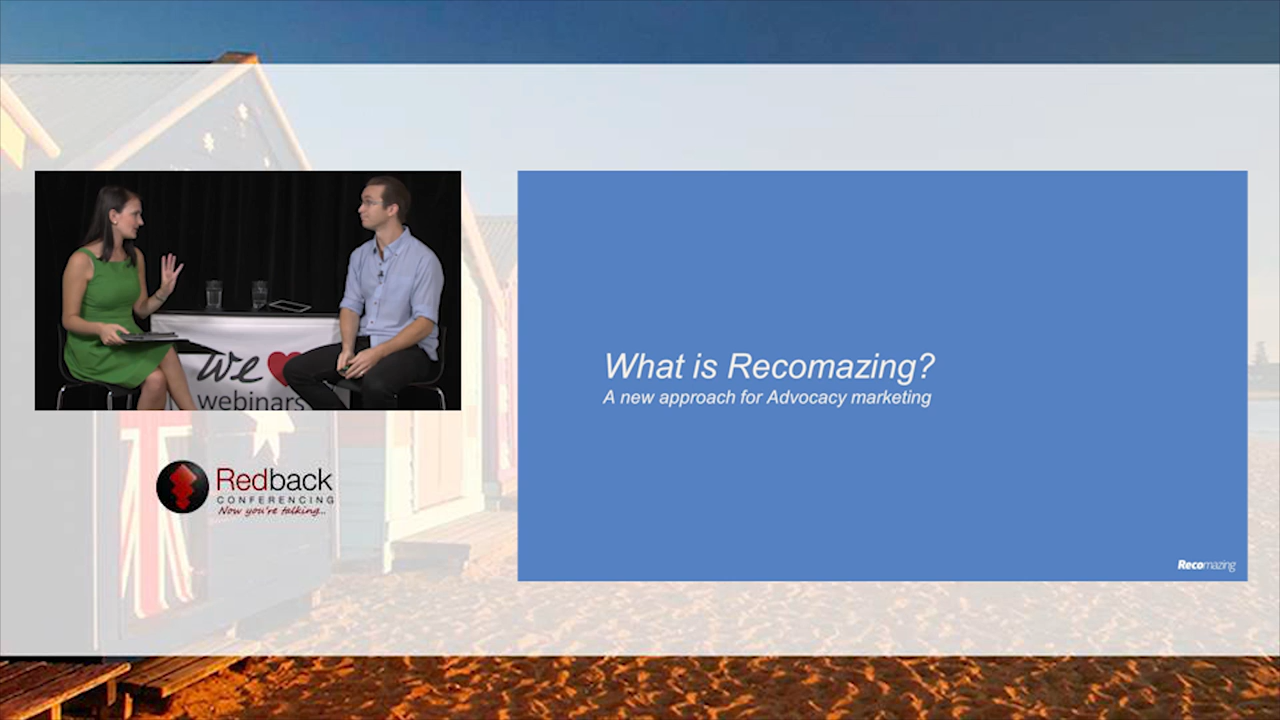 we
webinars
Redback
CONFERENCING
Now you're talking...
What is Recomazing?
A new approach for Advocacy marketing
Recomazing